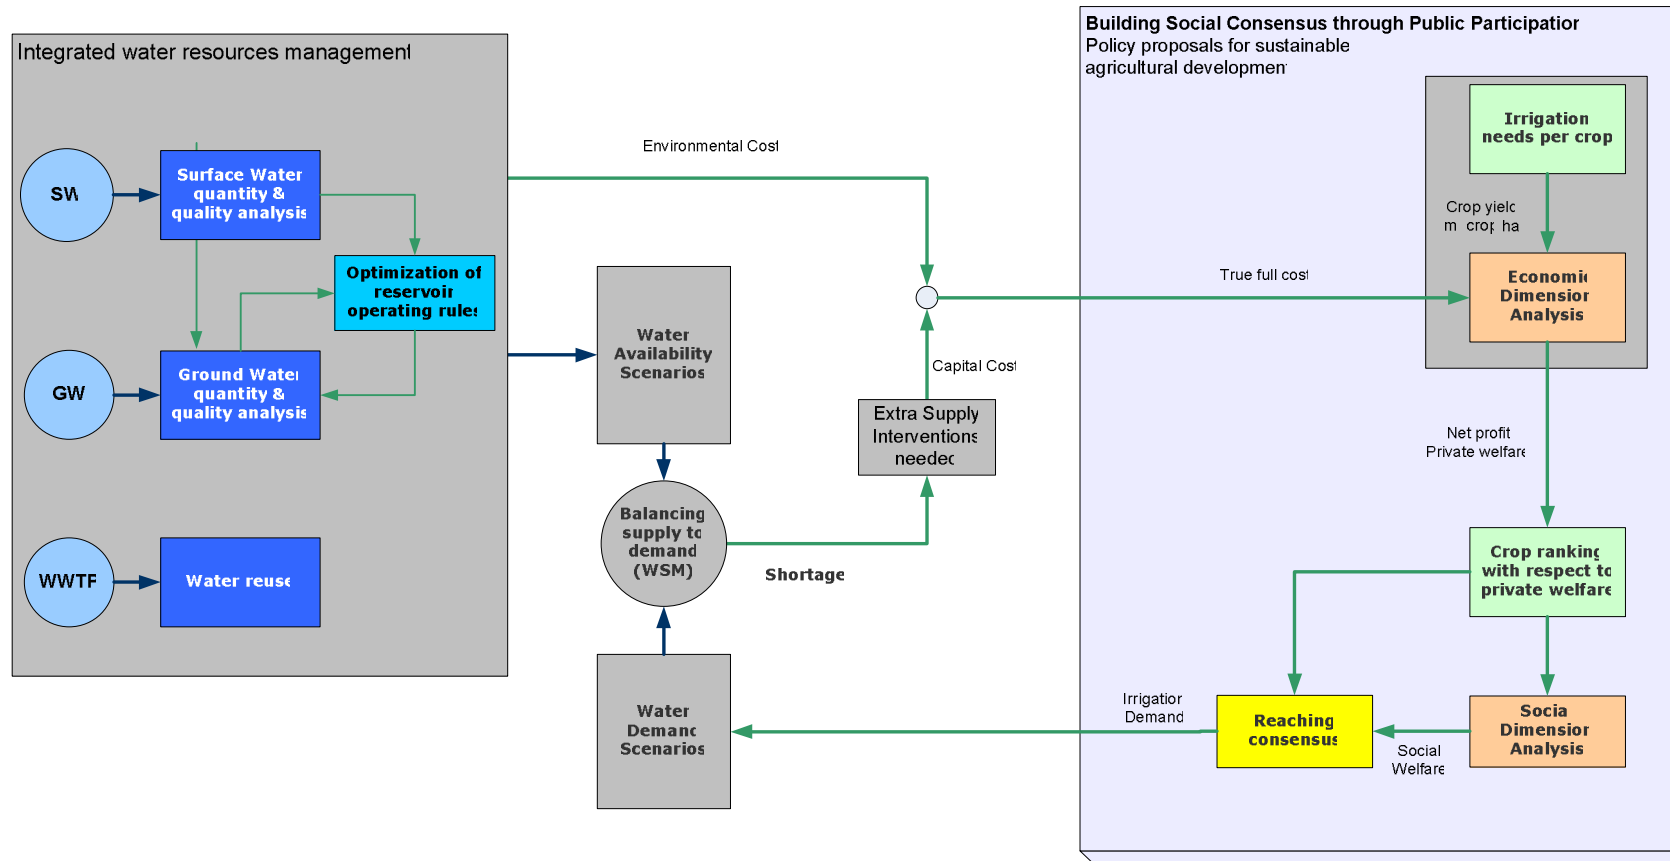 Building Social Consensus through Public Participation
Policy proposals for sustainable
agricultural development
Integrated water resources management
Irrigation
needs per crop
Environmental Cost
SW
Surface Water
quantity &
quality analysis
Crop yield
m crop ha
Optimization of
reservoir
operating rules
True full cost
Economic
Dimension
Analysis
Water
Availability
Scenarios
Capital Cost
GW
Ground Water
quantity &
quality analysis
Extra Supply
Interventions
needed
Net profit
Private welfare
Balancing
supply to
demand
(WSM)
Shortage
WWTP
Water reuse
Crop ranking
with respect to
private welfare
Irrigation
Demand
Water
Demand
Scenarios
Reaching
consensus
Social
Welfare
Social
Dimension
Analysis